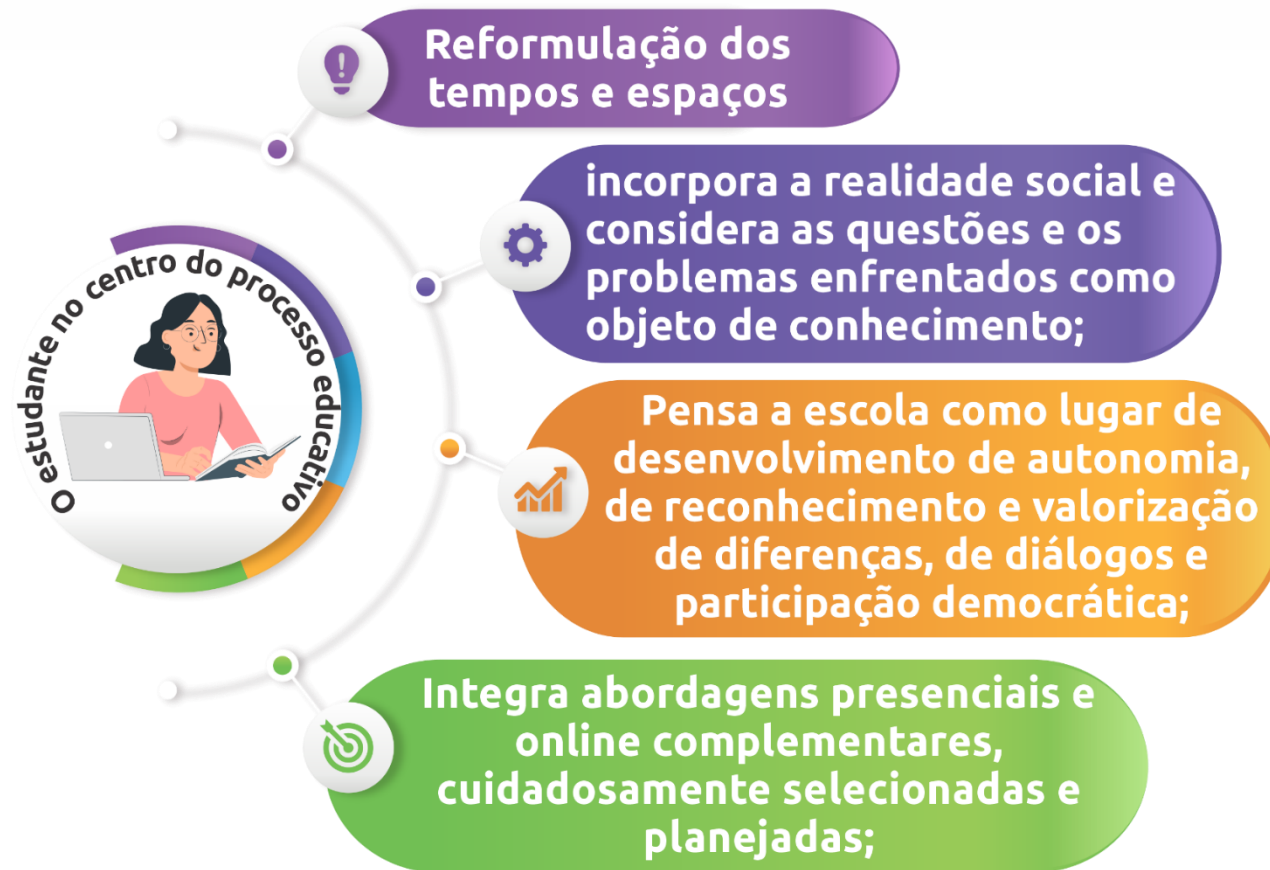 O estudante no centro do processo educativo
Reformulação dos
tempos e espaços
incorpora a realidade social e
considera as questões e os
problemas enfrentados como
objeto de conhecimento;
Pensa a escola como lugar de
desenvolvimento de autonomia,
de reconhecimento e valorização
de diferenças, de diálogos e
participação democrática;
Integra abordagens presenciais e
online complementares,
cuidadosamente selecionadas e
planejadas;